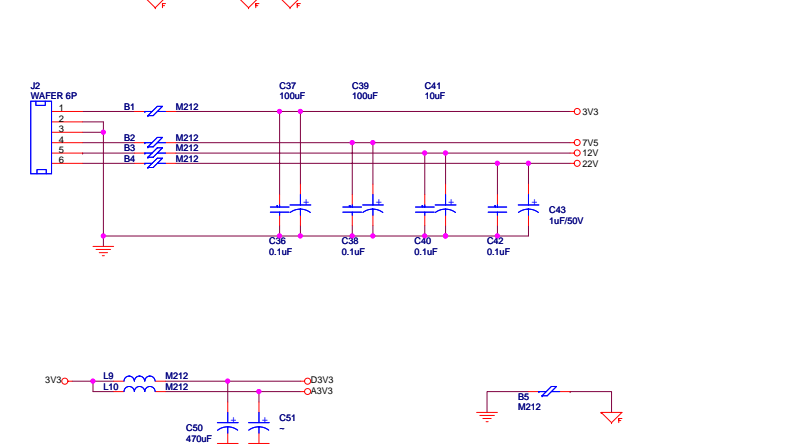 F F F
J2
WAFER 6P
C37
100uF
C39
100uF
C41
10uF
1 B1 M212 3V3
2
3
4 B2 M212 7V5
5 B3 M212 12V
6 B4 M212 22V
+ + + +
C43
1uF/50V
C36
0.1uF
C38
0.1uF
C40
0.1uF
C42
0.1uF
3V3 L9 M212 D3V3
L10 M212 A3V3
B5
M212
F
+ +
C50
470uF
C51
~